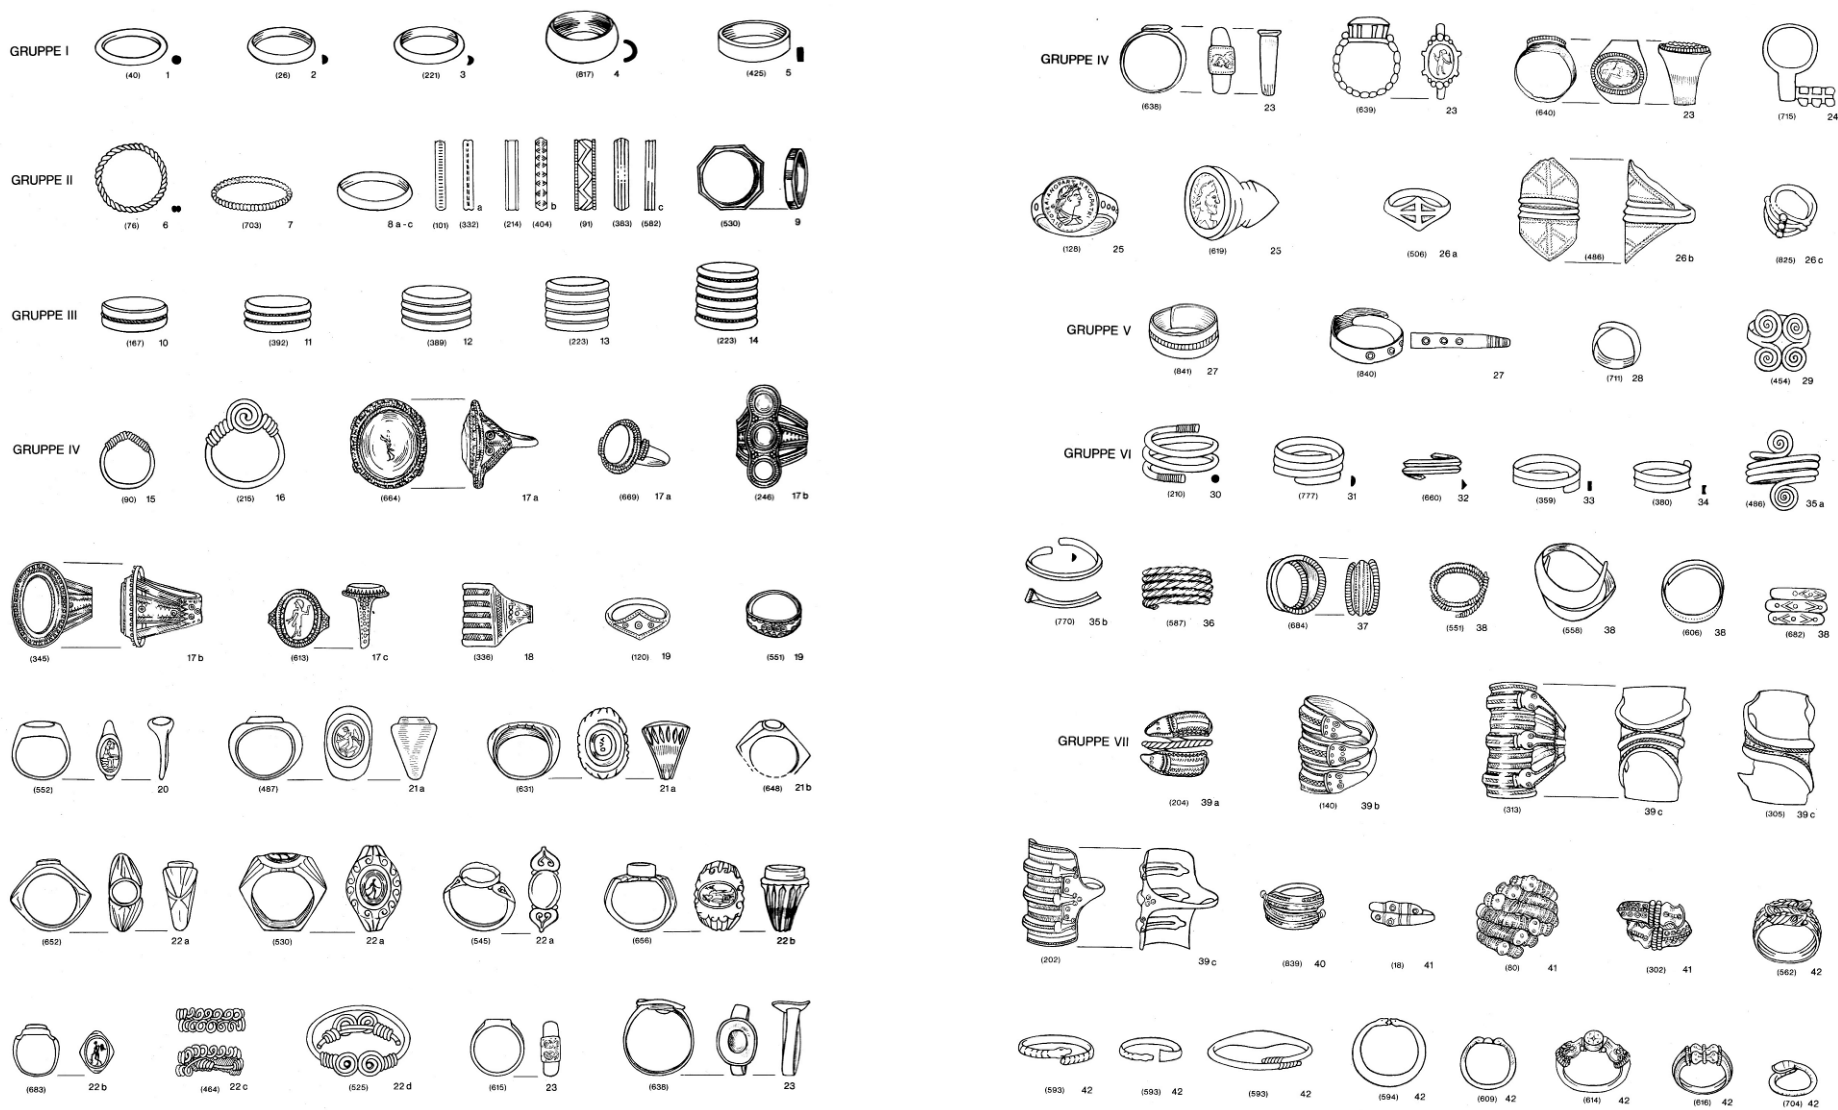 GRUPPE I
(40) 1 (26) 2 (221) 3 (817) 4 (425) 5
GRUPPE II
a b c
(76) 6 (703) 7 8 a-c (101) (332) (214) (404) (91) (383) (582) (530) 9
GRUPPE III
(167) 10 (392) 11 (389) 12 (223) 13 (223) 14
GRUPPE IV
(90) 15 (215) 16 (664) 17 a (669) 17 a (246) 17 b
(345) 17 b (613) 17 c (336) 18 (120) 19 (551) 19
(552) 20 (487) 21 a (631) 21 a (648) 21 b
(652) 22 a (530) 22 a (545) 22 a (656) 22 b
(683) 22 b (464) 22 c (525) 22 d (615) 23 (638) 23
GRUPPE IV
(638) 23 (639) 23 (640) 23 (715) 24
(128) 25 (619) 25 (506) 26 a (486) 26 b (825) 26 c
GRUPPE V
(841) 27 (840) 27 (711) 28 (454) 29
GRUPPE VI
(210) 30 (777) 31 (660) 32 (359) 33 (380) 34 (486) 35 a
(770) 35 b (587) 36 (684) 37 (551) 38 (558) 38 (606) 38 (682) 38
GRUPPE VII
(204) 39 a (140) 39 b (313) 39 c (305) 39 c
(202) 39 c (839) 40 (18) 41 (80) 41 (302) 41 (562) 42
(593) 42 (593) 42 (593) 42 (594) 42 (609) 42 (614) 42 (616) 42 (704) 42